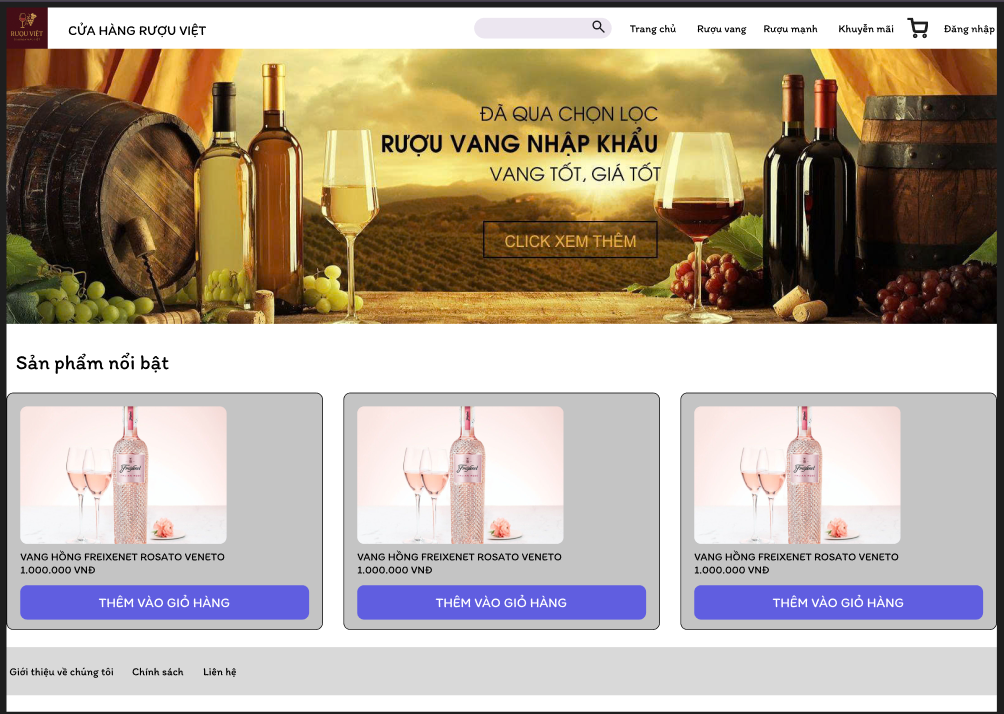 RƯỢU VIỆT
CỬA HÀNG RƯỢU VIỆT
Trang chủ
Rượu vang
Rượu mạnh
Khuyễn mãi
Đăng nhập
ĐÃ QUA CHỌN LỌC
RƯỢU VANG NHẬP KHẨU
VANG TỐT, GIÁ TỐT
CLICK XEM THÊM
Sản phẩm nổi bật
Freixenet
VANG HỒNG FREIXENET ROSATO VENETO
1.000.000 VNĐ
THÊM VÀO GIỎ HÀNG
Freixenet
VANG HỒNG FREIXENET ROSATO VENETO
1.000.000 VNĐ
THÊM VÀO GIỎ HÀNG
Freixenet
VANG HỒNG FREIXENET ROSATO VENETO
1.000.000 VNĐ
THÊM VÀO GIỎ HÀNG
Giới thiệu về chúng tôi
Chính sách
Liên hệ